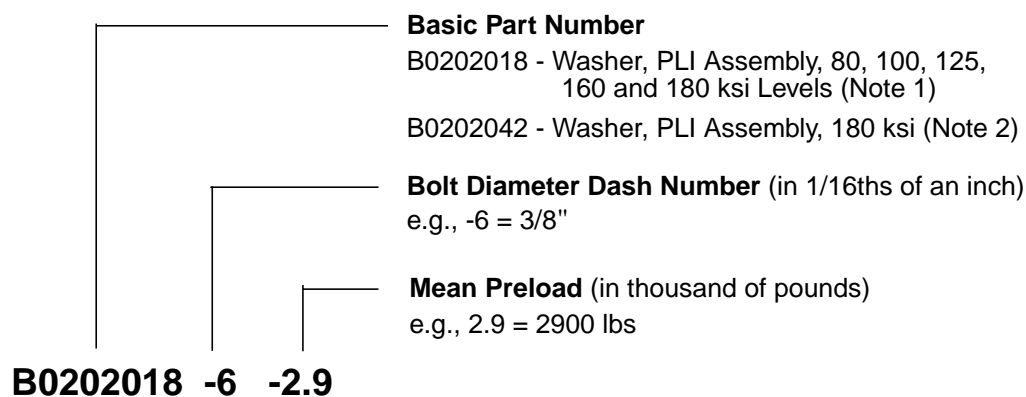 Basic Part Number
B0202018 - Washer, PLI Assembly, 80, 100, 125,
160 and 180 ksi Levels (Note 1)
B0202042 - Washer, PLI Assembly, 180 ksi (Note 2)
Bolt Diameter Dash Number (in 1/16ths of an inch)
e.g., -6 = 3/8"
Mean Preload (in thousand of pounds)
e.g., 2.9 = 2900 lbs
B0202018 -6 -2.9